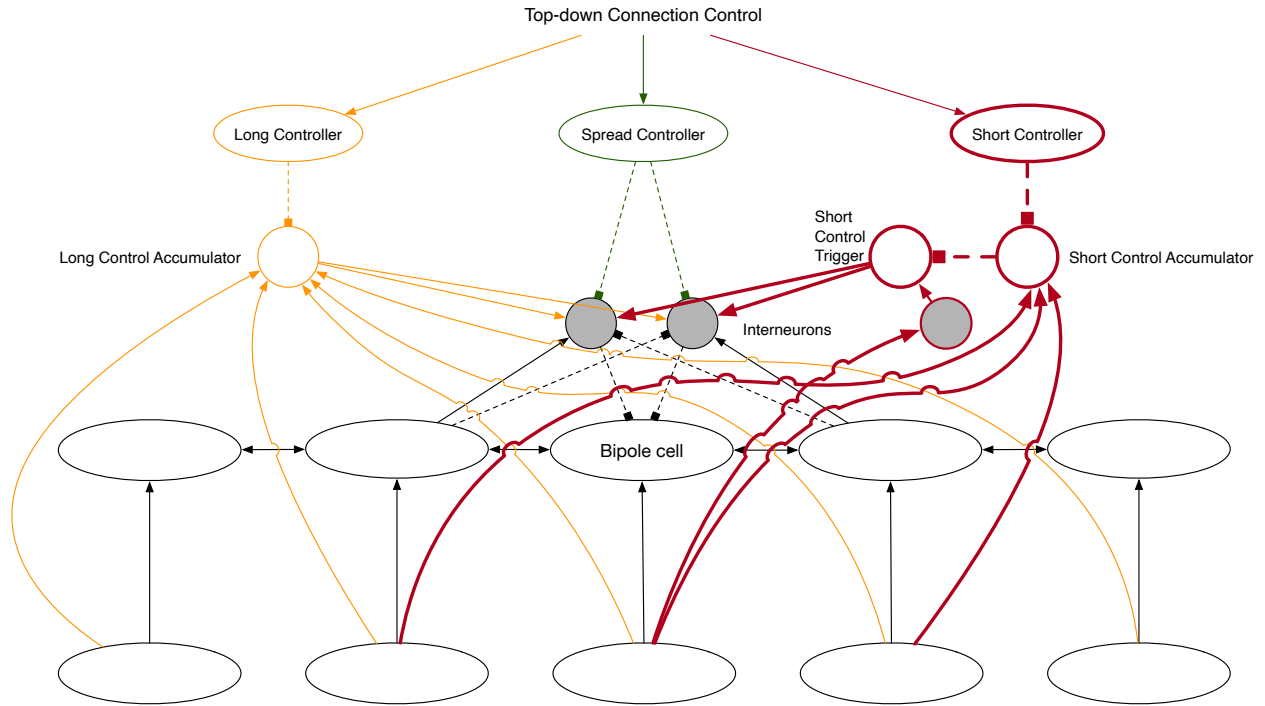 Top-down Connection Control
Long Controller
Spread Controller
Short Controller
Short
Control
Trigger
Long Control Accumulator
Short Control Accumulator
Interneurons
Bipole cell